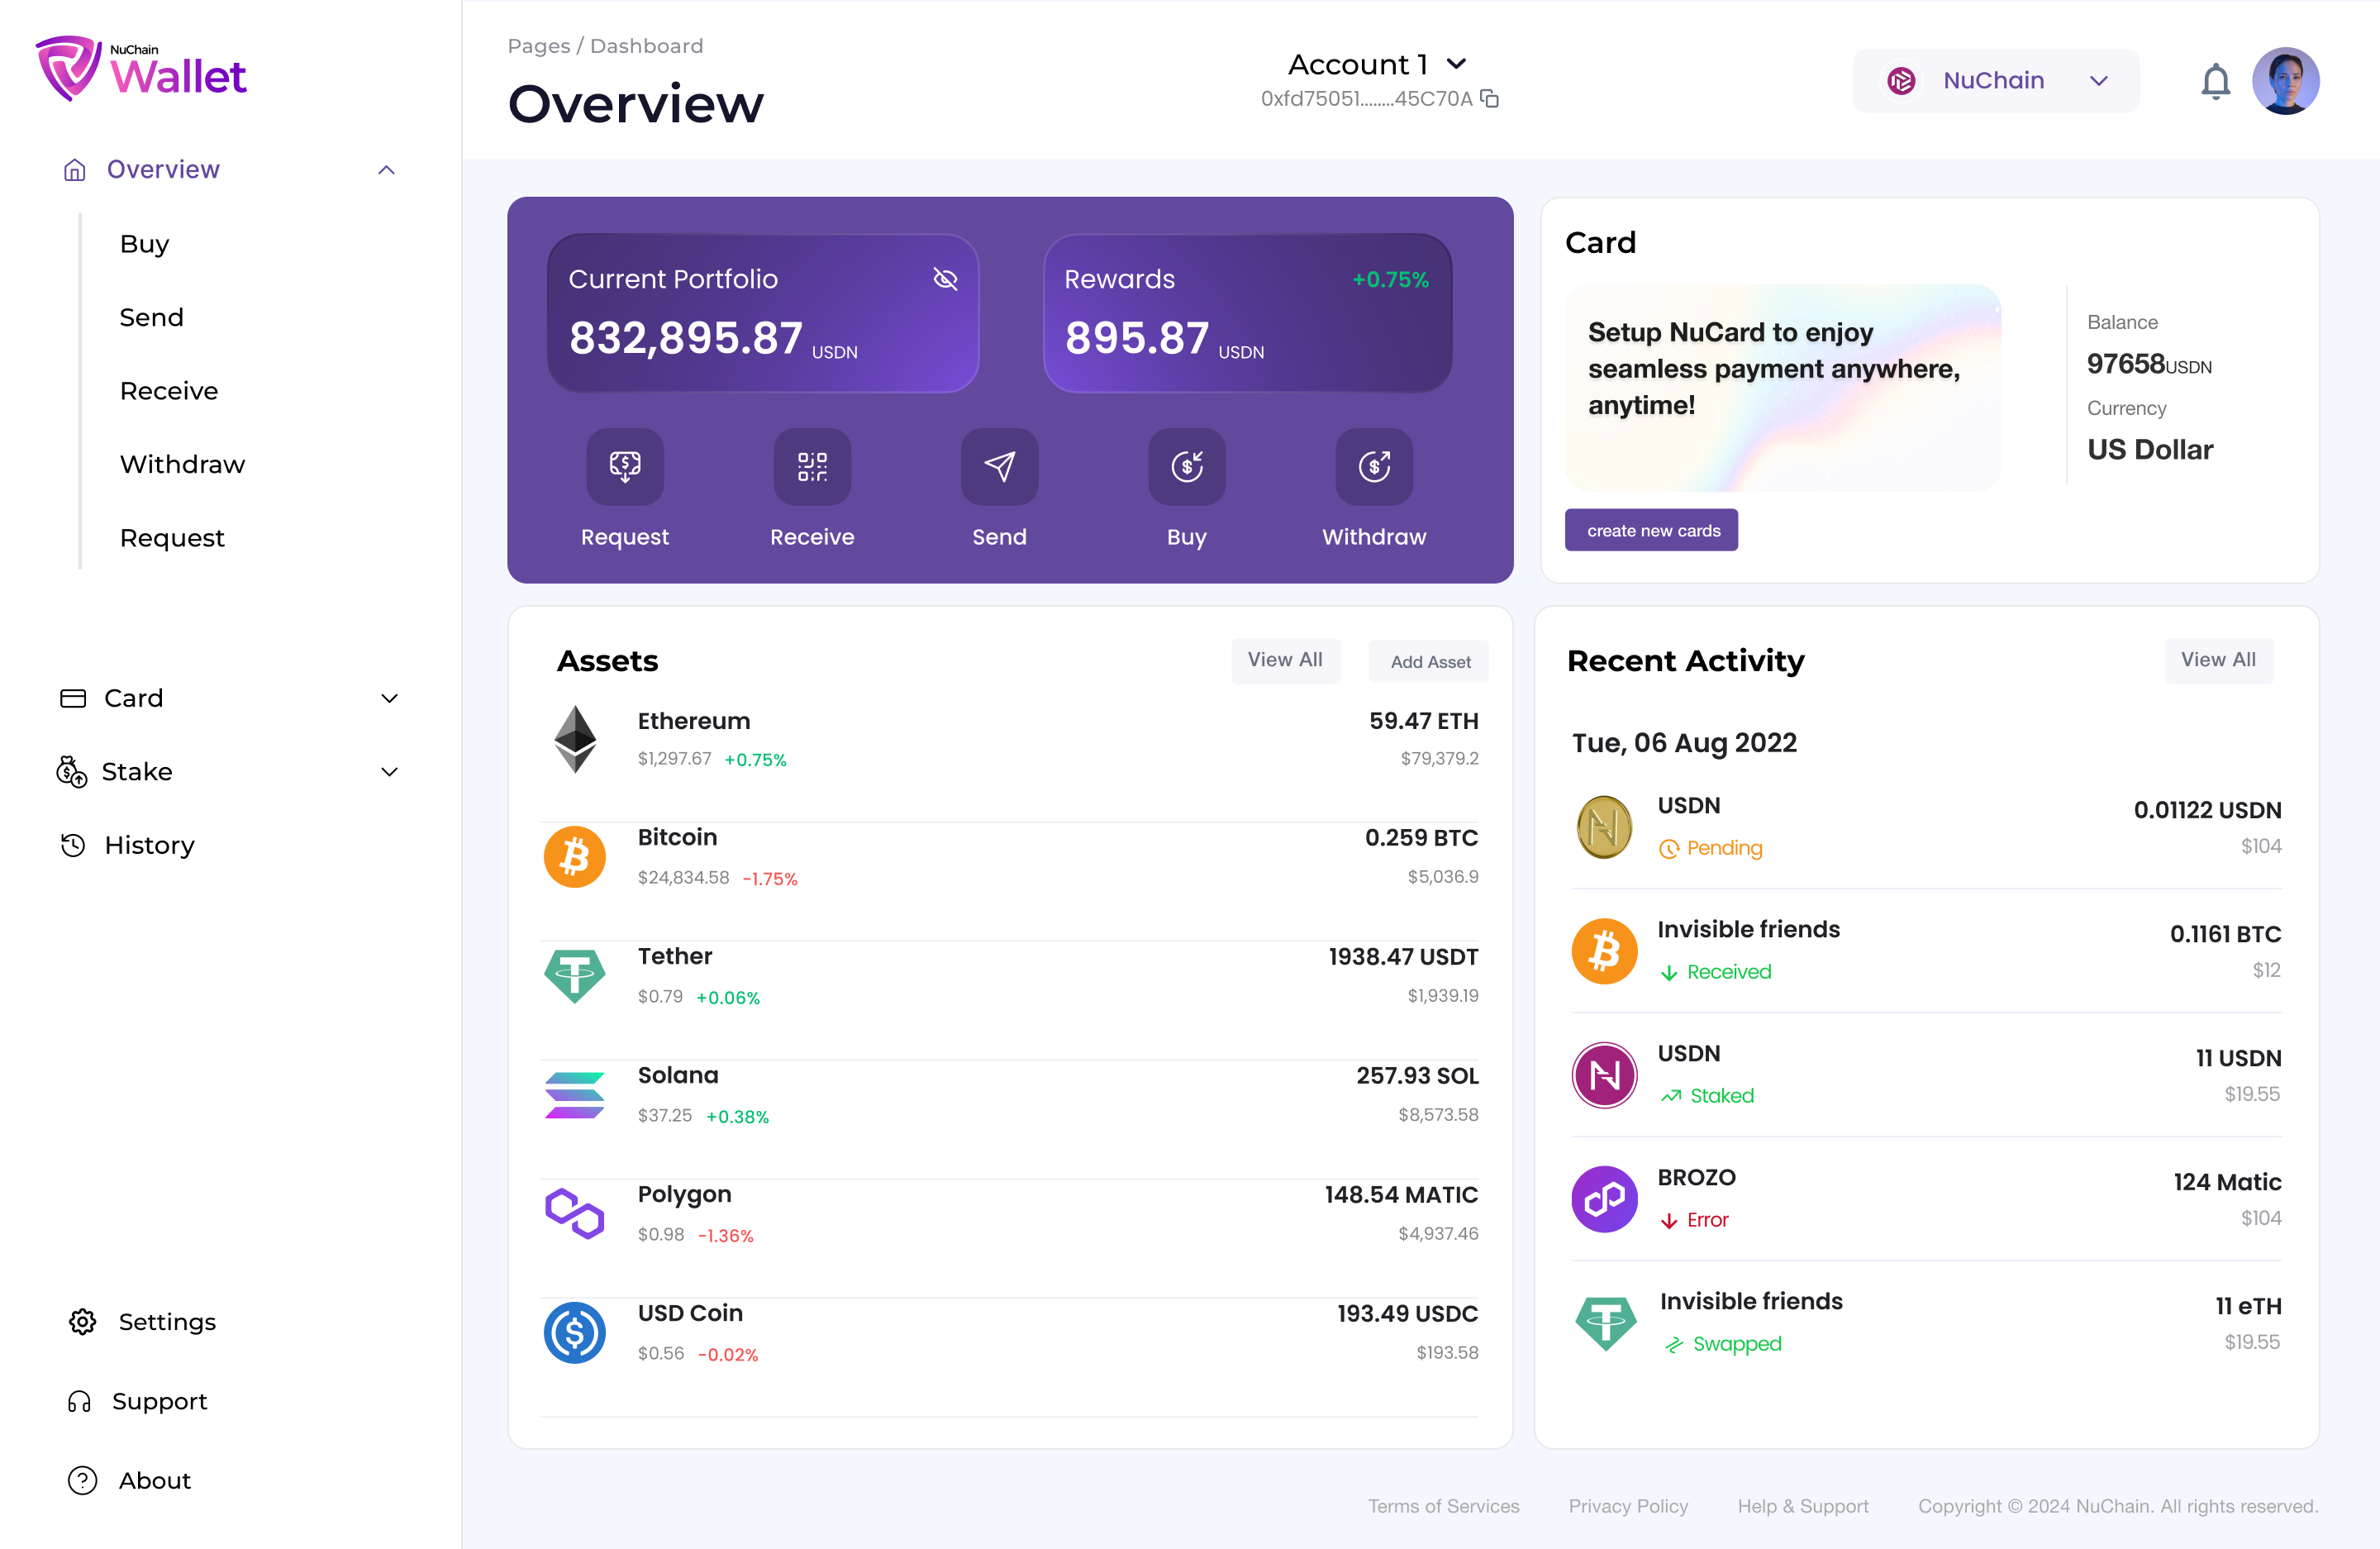 NuChain
Wallet
Overview
Buy
Send
Receive
Withdraw
Request
Card
Stake
History
Settings
Support
About
Pages / Dashboard
Overview
Account 1
0xfd75051........45C70A
NuChain
Current Portfolio
832,895.87 USDN
Rewards +0.75%
895.87 USDN
Request Receive Send Buy Withdraw
Card
Setup NuCard to enjoy
seamless payment anywhere,
anytime!
Balance
97658USDN
Currency
US Dollar
create new cards
Assets View All Add Asset
Ethereum 59.47 ETH
$1,297.67 +0.75% $79,379.2
Bitcoin 0.259 BTC
$24,834.58 -1.75% $5,036.9
Tether 1938.47 USDT
$0.79 +0.06% $1,939.19
Solana 257.93 SOL
$37.25 +0.38% $8,573.58
Polygon 148.54 MATIC
$0.98 -1.36% $4,937.46
USD Coin 193.49 USDC
$0.56 -0.02% $193.58
Recent Activity View All
Tue, 06 Aug 2022
USDN 0.01122 USDN
Pending $104
Invisible friends 0.1161 BTC
Received $12
USDN 11 USDN
Staked $19.55
BROZO 124 Matic
Error $104
Invisible friends 11 eTH
Swapped $19.55
Terms of Services Privacy Policy Help & Support Copyright © 2024 NuChain. All rights reserved.